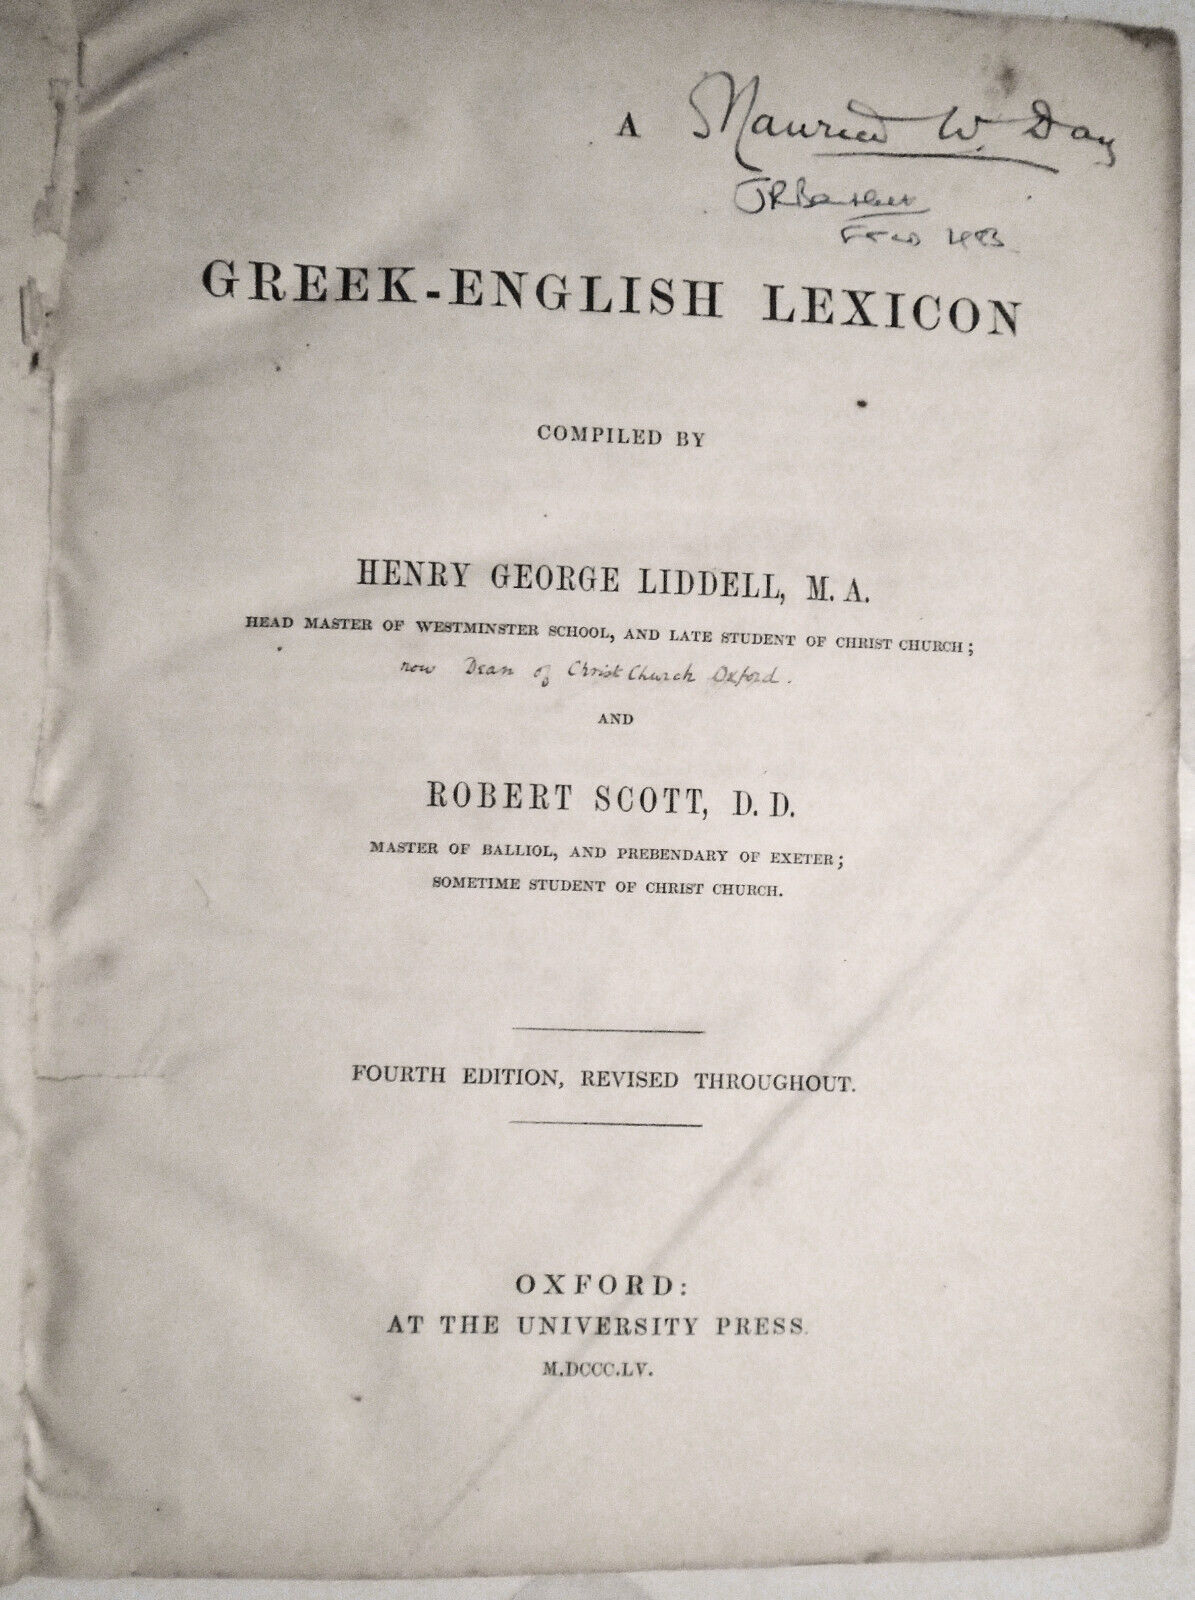 A Maurice W. Day
JRBartlett
GREEK-ENGLISH LEXICON
COMPILED BY
HENRY GEORGE LIDDELL, M. A.
HEAD MASTER OF WESTMINSTER SCHOOL, AND LATE STUDENT OF CHRIST CHURCH;
now Dean of Christ Church Oxford.
AND
ROBERT SCOTT, D. D.
MASTER OF BALLIOL, AND PREBENDARY OF EXETER;
SOMETIME STUDENT OF CHRIST CHURCH.
FOURTH EDITION, REVISED THROUGHOUT.
OXFORD:
AT THE UNIVERSITY PRESS.
M.DCCC.LV.